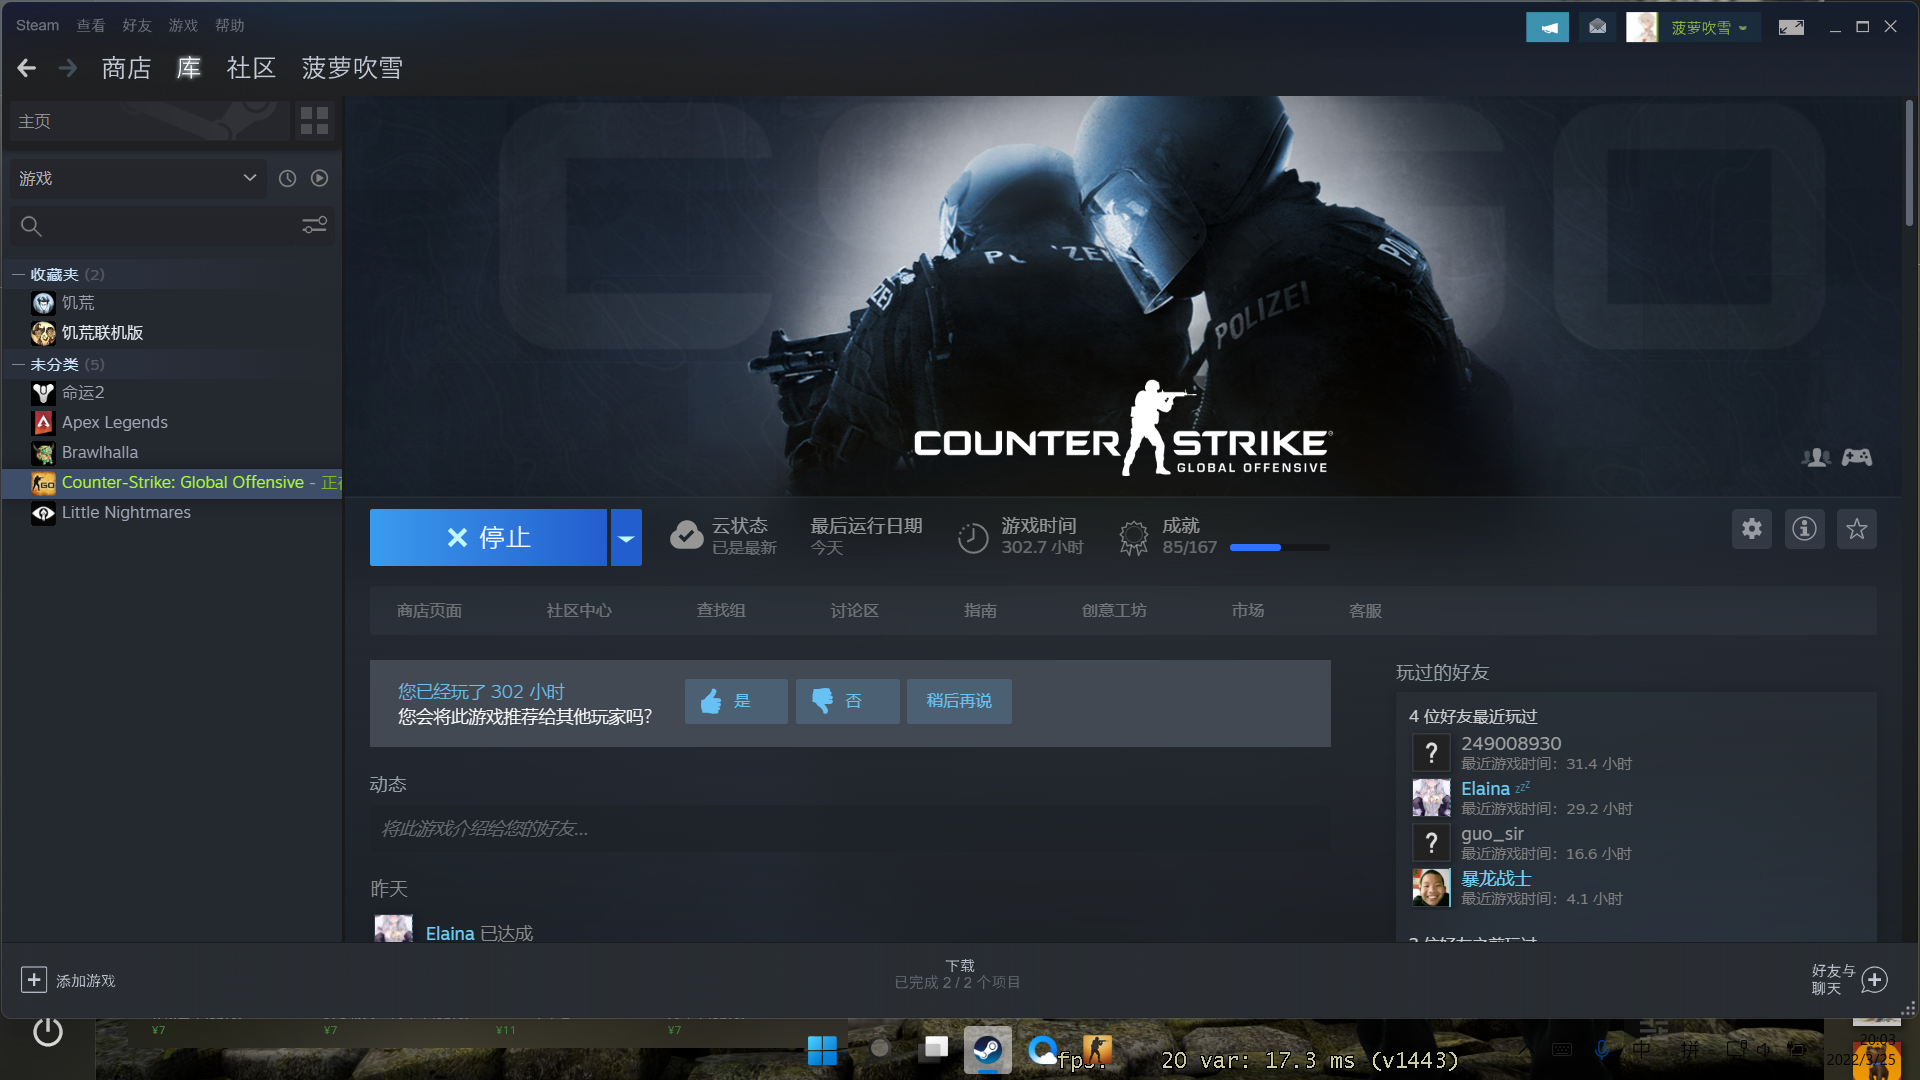 Steam 查看 好友 游戏 帮助
菠萝吹雪
商店 库 社区 菠萝吹雪
主页
游戏
收藏夹 (2)
饥荒
饥荒联机版
未分类 (5)
命运2
Apex Legends
Brawlhalla
Counter-Strike: Global Offensive - 正在
Little Nightmares
CSGO
POLIZEI
POLIZEI
COUNTER STRIKE
GLOBAL OFFENSIVE
停止
云状态
已是最新
最后运行日期
今天
游戏时间
302.7 小时
成就
85/167
商店页面 社区中心 查找组 讨论区 指南 创意工坊 市场 客服
您已经玩了 302 小时
您会将此游戏推荐给其他玩家吗?
是 否 稍后再说
动态
将此游戏介绍给您的好友...
昨天
Elaina 已达成
玩过的好友
4 位好友最近玩过
249008930
最近游戏时间: 31.4 小时
Elaina zzz
最近游戏时间: 29.2 小时
guo_sir
最近游戏时间: 16.6 小时
暴龙战士
最近游戏时间: 4.1 小时
添加游戏
下载
已完成 2 / 2 个项目
好友与
聊天
¥7 ¥7 ¥11 ¥7
fps: 20 var: 17.3 ms (v1443)
中 拼
20:03
2022/3/25